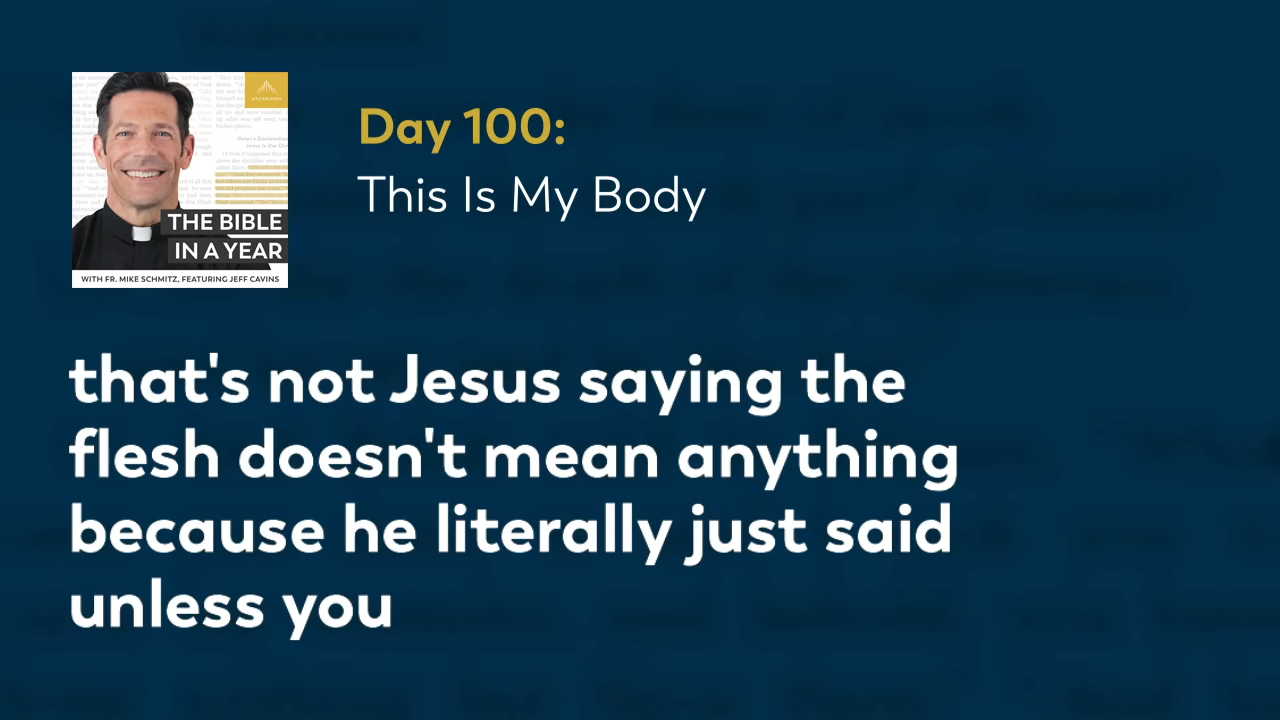 ASCENSION
THE BIBLE
IN A YEAR
WITH FR. MIKE SCHMITZ, FEATURING JEFF CAVINS
Day 100:
This Is My Body
that's not Jesus saying the
flesh doesn't mean anything
because he literally just said
unless you